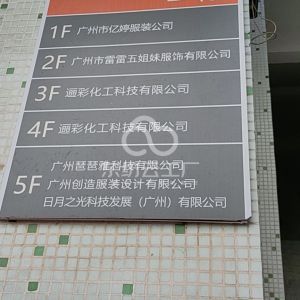 1F 广州市亿婷服装公司
2F 广州市雷雷五姐妹服饰有限公司
3F 逦彩化工科技有限公司
4F 逦彩化工科技有限公司
广州琶琶雅科技有限公司
5F 广州创造服装设计有限公司
日月之光科技发展（广州）有限公司